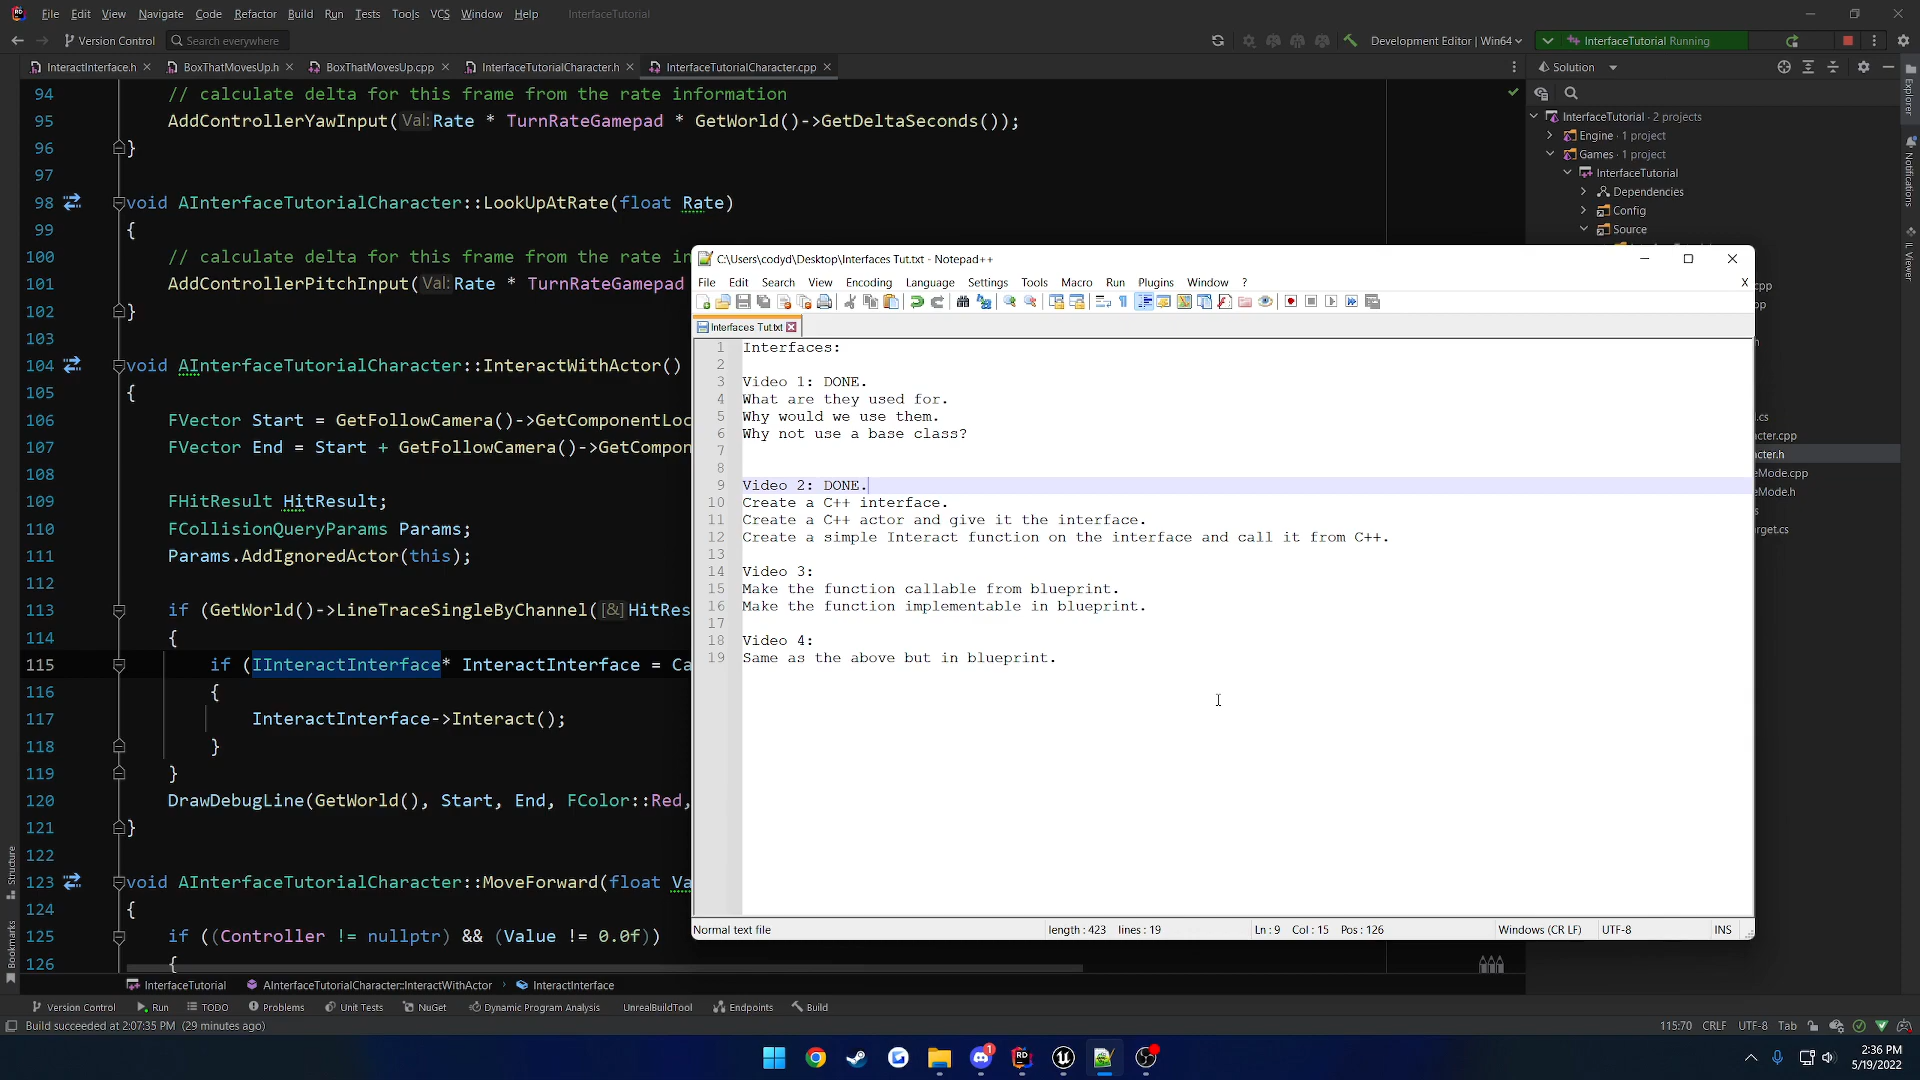 File Edit View Navigate Code Refactor Build Run Tests Tools VCS Window Help InterfaceTutorial
Version Control Search everywhere Development Editor | Win64 InterfaceTutorial Running
InteractInterface.h BoxThatMovesUp.h BoxThatMovesUp.cpp InterfaceTutorialCharacter.h InterfaceTutorialCharacter.cpp
Solution
94 // calculate delta for this frame from the rate information
95 AddControllerYawInput( Val: Rate * TurnRateGamepad * GetWorld()->GetDeltaSeconds());
96 }
97
98 void AInterfaceTutorialCharacter::LookUpAtRate(float Rate)
99 {
100 // calculate delta for this frame from the rate in
101 AddControllerPitchInput( Val: Rate * TurnRateGamepad
102 }
103
104 void AInterfaceTutorialCharacter::InteractWithActor()
105 {
106 FVector Start = GetFollowCamera()->GetComponentLoc
107 FVector End = Start + GetFollowCamera()->GetCompon
108
109 FHitResult HitResult;
110 FCollisionQueryParams Params;
111 Params.AddIgnoredActor(this);
112
113 if (GetWorld()->LineTraceSingleByChannel( [&] HitRes
114 {
115 if (IInteractInterface* InteractInterface = Ca
116 {
117 InteractInterface->Interact();
118 }
119 }
120 DrawDebugLine(GetWorld(), Start, End, FColor::Red,
121 }
122
123 void AInterfaceTutorialCharacter::MoveForward(float Va
124 {
125 if ((Controller != nullptr) && (Value != 0.0f))
126 {
InterfaceTutorial · 2 projects
Engine · 1 project
Games · 1 project
InterfaceTutorial
Dependencies
Config
Source
cpp
.cs
acter.cpp
acter.h
eMode.cpp
eMode.h
arget.cs
Explorer
Notifications
IL Viewer
Structure
Bookmarks
C:\Users\codyd\Desktop\Interfaces Tut.txt - Notepad++
File Edit Search View Encoding Language Settings Tools Macro Run Plugins Window ? X
Interfaces Tut.txt
1 Interfaces:
2
3 Video 1: DONE.
4 What are they used for.
5 Why would we use them.
6 Why not use a base class?
7
8
9 Video 2: DONE.
10 Create a C++ interface.
11 Create a C++ actor and give it the interface.
12 Create a simple Interact function on the interface and call it from C++.
13
14 Video 3:
15 Make the function callable from blueprint.
16 Make the function implementable in blueprint.
17
18 Video 4:
19 Same as the above but in blueprint.
Normal text file length : 423 lines : 19 Ln : 9 Col : 15 Pos : 126 Windows (CR LF) UTF-8 INS
InterfaceTutorial AInterfaceTutorialCharacter::InteractWithActor InteractInterface
Version Control Run TODO Problems Unit Tests NuGet Dynamic Program Analysis UnrealBuildTool Endpoints Build
Build succeeded at 2:07:35 PM (29 minutes ago) 115:70 CRLF UTF-8 Tab
2:36 PM
5/19/2022